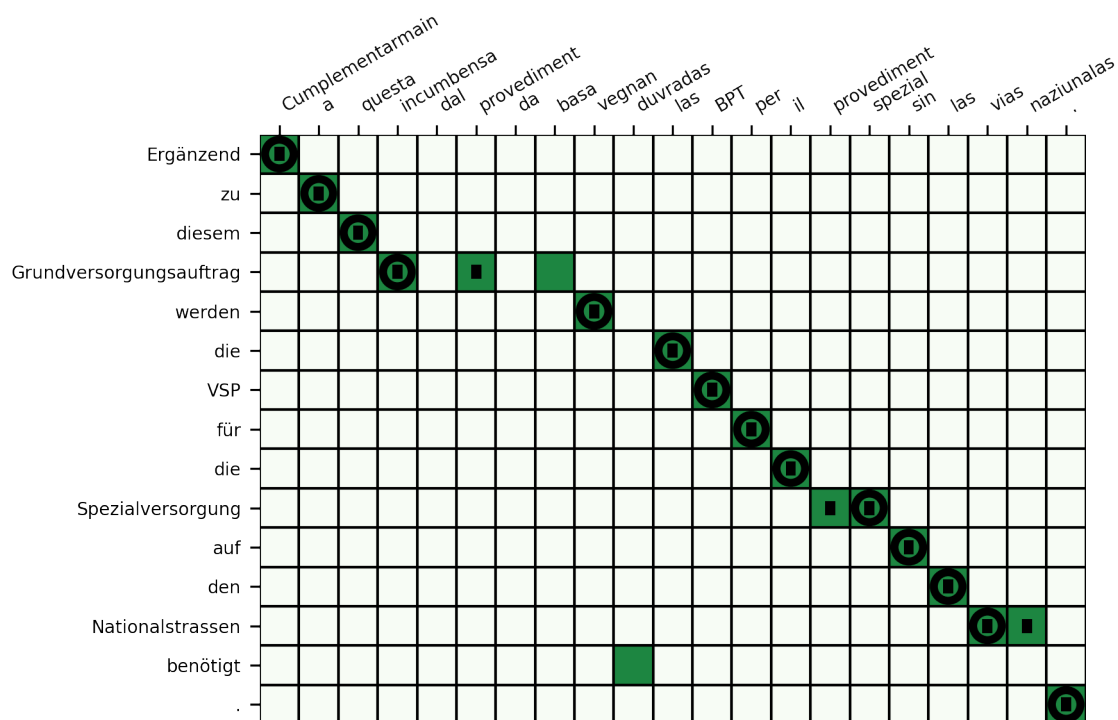 Cumplementarmain
a
questa
incumbensa
dal
provediment
da
basa
vegnan
duvradas
las
BPT
per
il
provediment
spezial
sin
las
vias
naziunalas
.
Ergänzend
zu
diesem
Grundversorgungsauftrag
werden
die
VSP
für
die
Spezialversorgung
auf
den
Nationalstrassen
benötigt
.